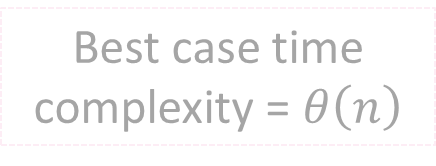 Best case time
complexity = θ(n)